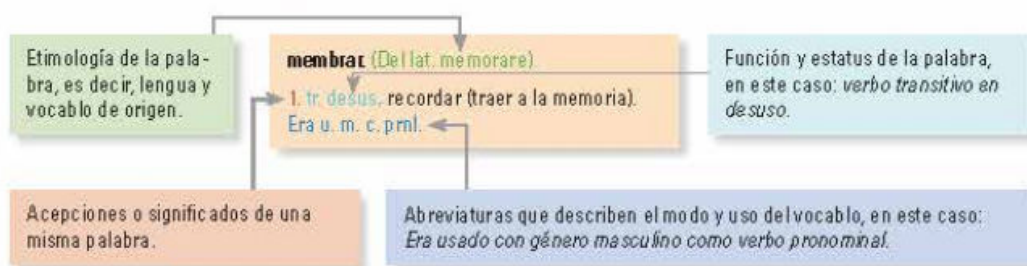 Etimología de la pala-
bra, es decir, lengua y
vocablo de origen.
membrar. (Del lat. memorare).
1. tr. desus. recordar (traer a la memoria).
Era u. m. c. prnl.
Función y estatus de la palabra,
en este caso: verbo transitivo en
desuso.
Acepciones o significados de una
misma palabra.
Abreviaturas que describen el modo y uso del vocablo, en este caso:
Era usado con género masculino como verbo pronominal.